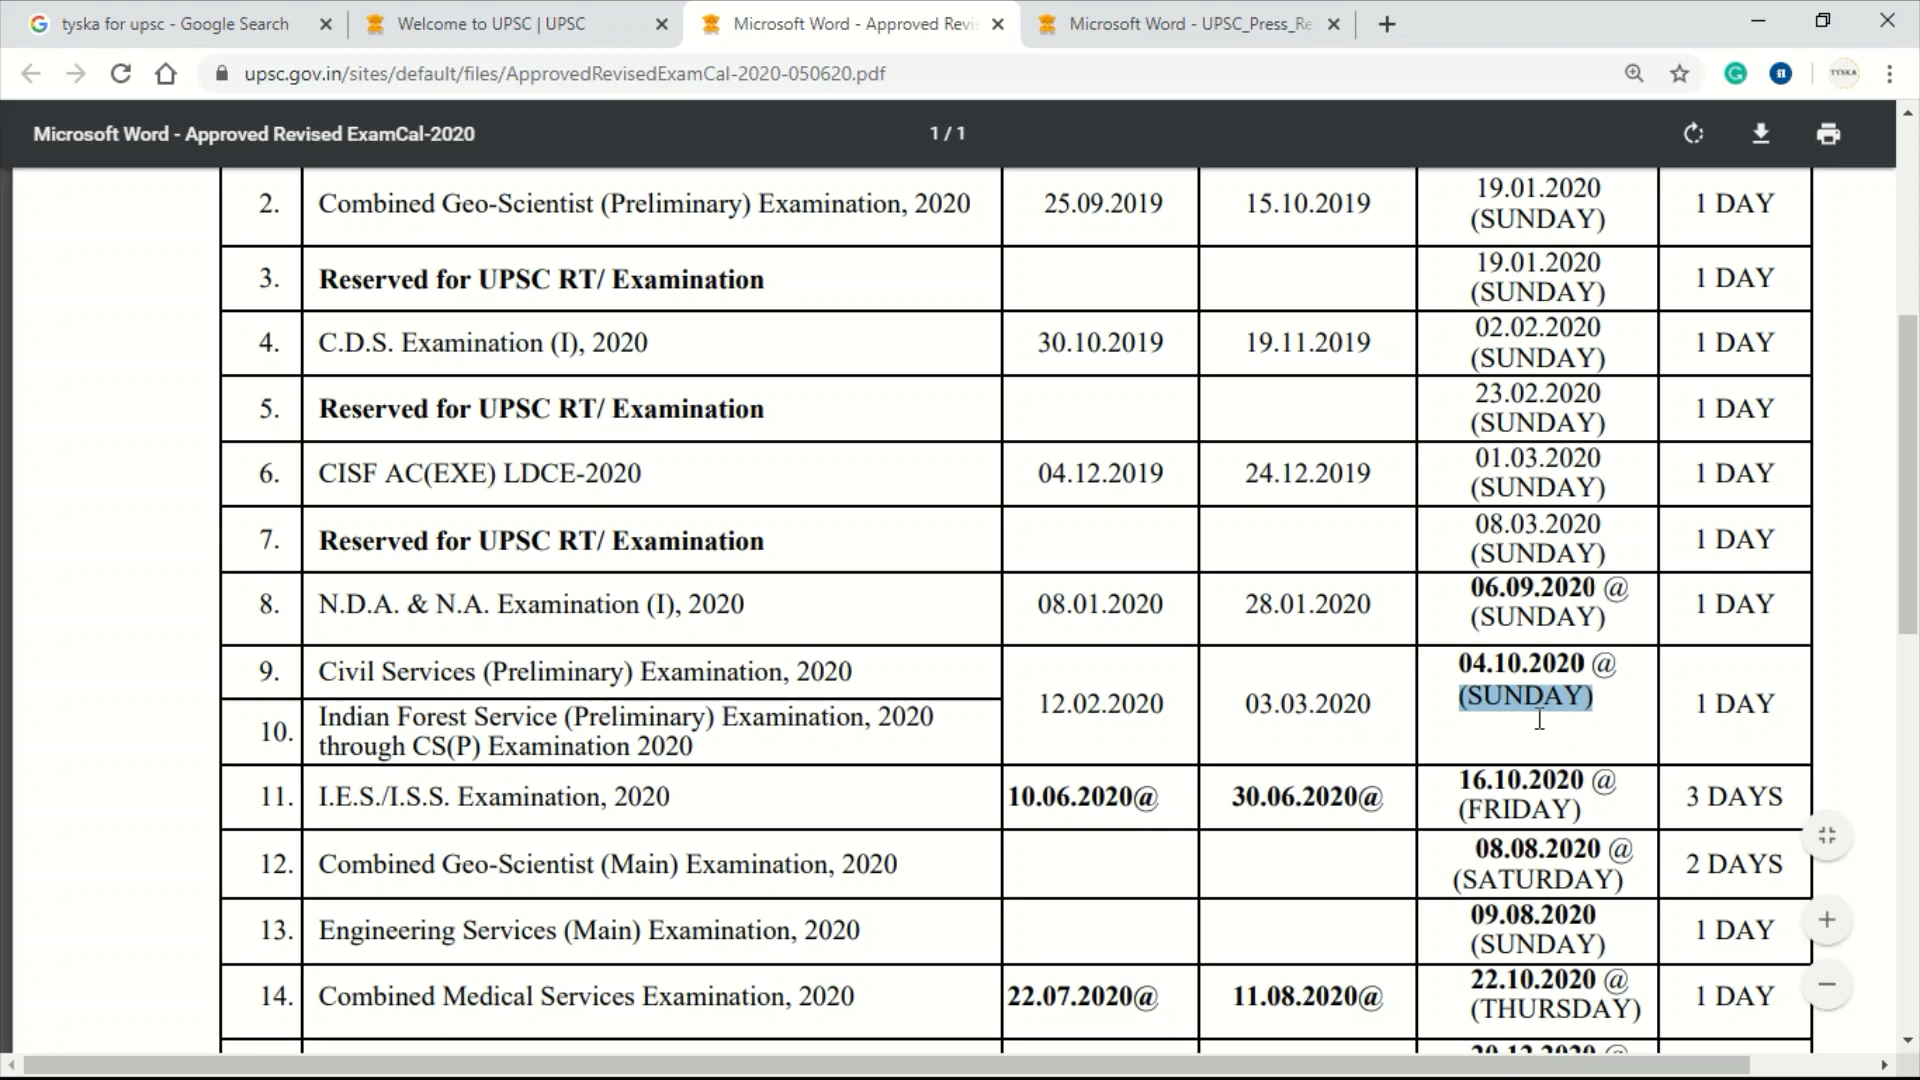 tyska for upsc - Google Search
Welcome to UPSC | UPSC
Microsoft Word - Approved Revi
Microsoft Word - UPSC_Press_Re
upsc.gov.in/sites/default/files/ApprovedRevisedExamCal-2020-050620.pdf
TYSKA
Microsoft Word - Approved Revised ExamCal-2020
1 / 1
2. Combined Geo-Scientist (Preliminary) Examination, 2020 25.09.2019 15.10.2019 19.01.2020 (SUNDAY) 1 DAY
3. Reserved for UPSC RT/ Examination 19.01.2020 (SUNDAY) 1 DAY
4. C.D.S. Examination (I), 2020 30.10.2019 19.11.2019 02.02.2020 (SUNDAY) 1 DAY
5. Reserved for UPSC RT/ Examination 23.02.2020 (SUNDAY) 1 DAY
6. CISF AC(EXE) LDCE-2020 04.12.2019 24.12.2019 01.03.2020 (SUNDAY) 1 DAY
7. Reserved for UPSC RT/ Examination 08.03.2020 (SUNDAY) 1 DAY
8. N.D.A. & N.A. Examination (I), 2020 08.01.2020 28.01.2020 06.09.2020 @ (SUNDAY) 1 DAY
9. Civil Services (Preliminary) Examination, 2020 12.02.2020 03.03.2020 04.10.2020 @ (SUNDAY) 1 DAY
10. Indian Forest Service (Preliminary) Examination, 2020
through CS(P) Examination 2020
11. I.E.S./I.S.S. Examination, 2020 10.06.2020@ 30.06.2020@ 16.10.2020 @ (FRIDAY) 3 DAYS
12. Combined Geo-Scientist (Main) Examination, 2020 08.08.2020 @ (SATURDAY) 2 DAYS
13. Engineering Services (Main) Examination, 2020 09.08.2020 (SUNDAY) 1 DAY
14. Combined Medical Services Examination, 2020 22.07.2020@ 11.08.2020@ 22.10.2020 @ (THURSDAY) 1 DAY